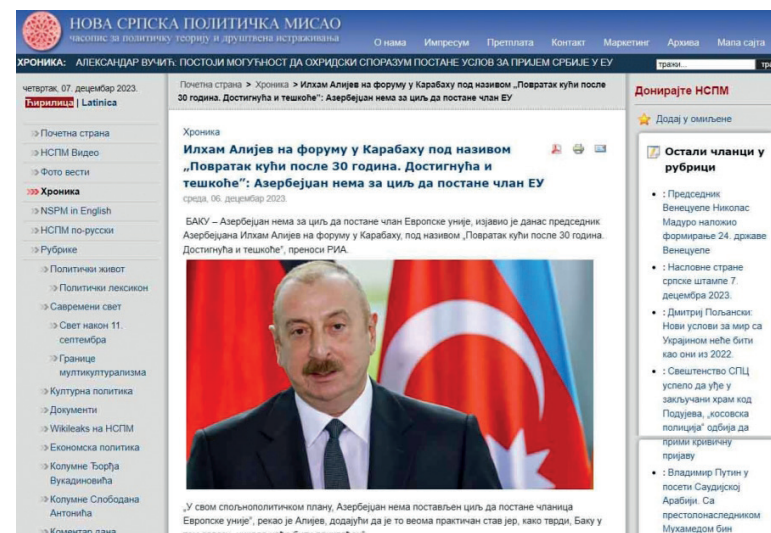 НОВА СРПСКА ПОЛИТИЧКА МИСАО
часопис за политичку теорију и друштвена истраживања
О нама Импресум Претплата Контакт Маркетинг Архива Мапа сајта
ХРОНИКА: АЛЕКСАНДАР ВУЧИЋ: ПОСТОЈИ МОГУЋНОСТ ДА ОХРИДСКИ СПОРАЗУМ ПОСТАНЕ УСЛОВ ЗА ПРИЈЕМ СРБИЈЕ У ЕУ
тражи...
четвртак, 07. децембар 2023.
Ћирилица | Latinica
Почетна страна
НСПМ Видео
Фото вести
Хроника
NSPM in English
НСПМ по-русски
Рубрике
Политички живот
Политички лексикон
Савремени свет
Свет након 11.
септембра
Границе
мултикултурализма
Културна политика
Документи
Wikileaks на НСПМ
Економска политика
Колумне Ђорђа
Вукадиновића
Колумне Слободана
Антонића
Коментар дана
Почетна страна > Хроника > Илхам Алијев на форуму у Карабаху под називом „Повратак кући после
30 година. Достигнућа и тешкоће”: Азербејџан нема за циљ да постане члан ЕУ
Хроника
Илхам Алијев на форуму у Карабаху под називом
„Повратак кући после 30 година. Достигнућа и
тешкоће”: Азербејџан нема за циљ да постане члан ЕУ
среда, 06. децембар 2023.
БАКУ – Азербејџан нема за циљ да постане члан Европске уније, изјавио је данас председник
Азербејџана Илхам Алијев на форуму у Карабаху, под називом „Повратак кући после 30 година.
Достигнућа и тешкоће”, преноси РИА.
„У свом спољнополитичком плану, Азербејџан нема постављен циљ да постане чланица
Европске уније”, рекао је Алијев, додајући да је то веома практичан став јер, како тврди, Баку у
Донирајте НСПМ
Додај у омиљене
Остали чланци у
рубрици
: Председник
Венецуеле Николас
Мадуро наложио
формирање 24. државе
Венецуеле
: Насловне стране
српске штампе 7.
децембра 2023.
: Дмитриј Пољански:
Нови услови за мир са
Украјином неће бити
као они из 2022.
: Свештенство СПЦ
успело да уђе у
закључани храм код
Подујева, „косовска
полиција” одбија да
прими кривичну
пријаву
: Владимир Путин у
посети Саудијској
Арабији. Са
престолонаследником
Мухамедом бин